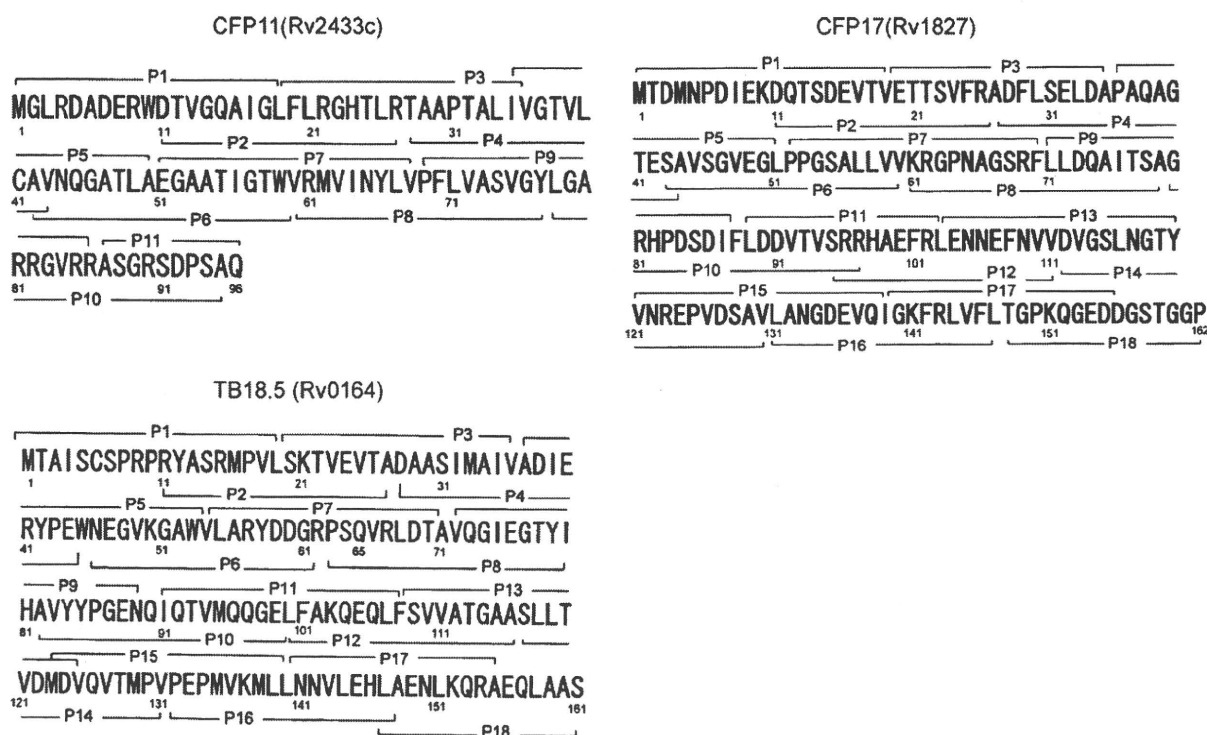 CFP11(Rv2433c)
P1 P3
MGLRDADERWDTVGQAIGLFLRGHTLRTAAPTALIVGTVL
1 11 P2 21 31 P4
P5 P7 P9
CAVNQGATLAEGAATIGTWVRMVINYLVPFLVASVGYLGA
41 51 61 71
P6 P8
P11
RRGVRRASGRSDPSAQ
81 P10 91 96
CFP17(Rv1827)
P1 P3
MTDMNPDIEKDQTSDEVTVETTSVFRADFLSELDAPAQAG
1 11 P2 21 31 P4
P5 P7 P9
TESAVSGVEGLPPGSALLVVKRGPNAGSRFLLDQAITSAG
41 51 61 71
P6 P8
P11 P13
RHPDSDIFLDDVTVSRRHAEFRLENNEFNVVDVGSLNGTY
81 91 101 111
P10 P12 P14
P15 P17
VNREPVDSAVLANGDEVQIGKFRLVFLTGPKQGEDDGSTGGP
121 131 141 151 162
P16 P18
TB18.5 (Rv0164)
P1 P3
MTAISCSPRPRYASRMPVLSKTVEVTADAASIMAIVADIE
1 11 21 31
P2 P4
P5 P7
RYPEWNEGVKGAWVLARYDDGRPSQVRLDTAVQGIEGTYI
41 51 61 65 71
P6 P8
P9 P11 P13
HAVYYPGENQIQTVMQQGELFAKQEQLFSVVATGAASLLT
81 91 P10 101 P12 111
P15 P17
VDMDVQVTMPVPEPMVKMLLNNVLEHLAENLKQRAEQLAAS
121 131 141 151 161
P14 P16 P18